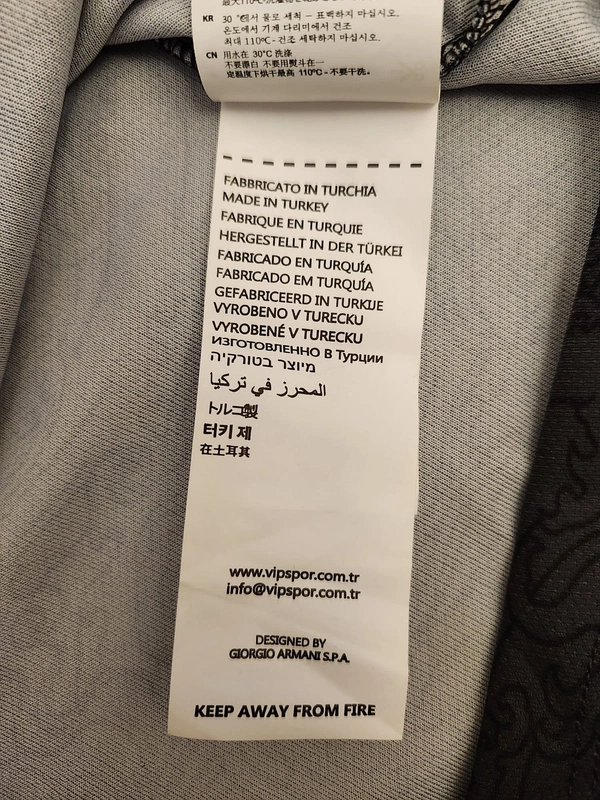 最大110℃-
KR 30 ℃에서 물로 세척 - 표백하지 마십시오.
온도에서 기계 다리미에서 건조
최대 110℃-건조 세탁하지 마십시오.
CN 用水在 30℃ 洗涤
不要漂白 不要用熨斗在一
定温度下烘干最高 110℃ - 不要干洗。
FABBRICATO IN TURCHIA
MADE IN TURKEY
FABRIQUE EN TURQUIE
HERGESTELLT IN DER TÜRKEI
FABRICADO EN TURQUÍA
FABRICADO EM TURQUÍA
GEFABRICEERD IN TURKIJE
VYROBENO V TURECKU
VYROBENÉ V TURECKU
ИЗГОТОВЛЕННО В Турции
מיוצר בטורקיה
المحرز في تركيا
トルコ製
터키 제
在土耳其
www.vipspor.com.tr
info@vipspor.com.tr
DESIGNED BY
GIORGIO ARMANI S.P.A.
KEEP AWAY FROM FIRE